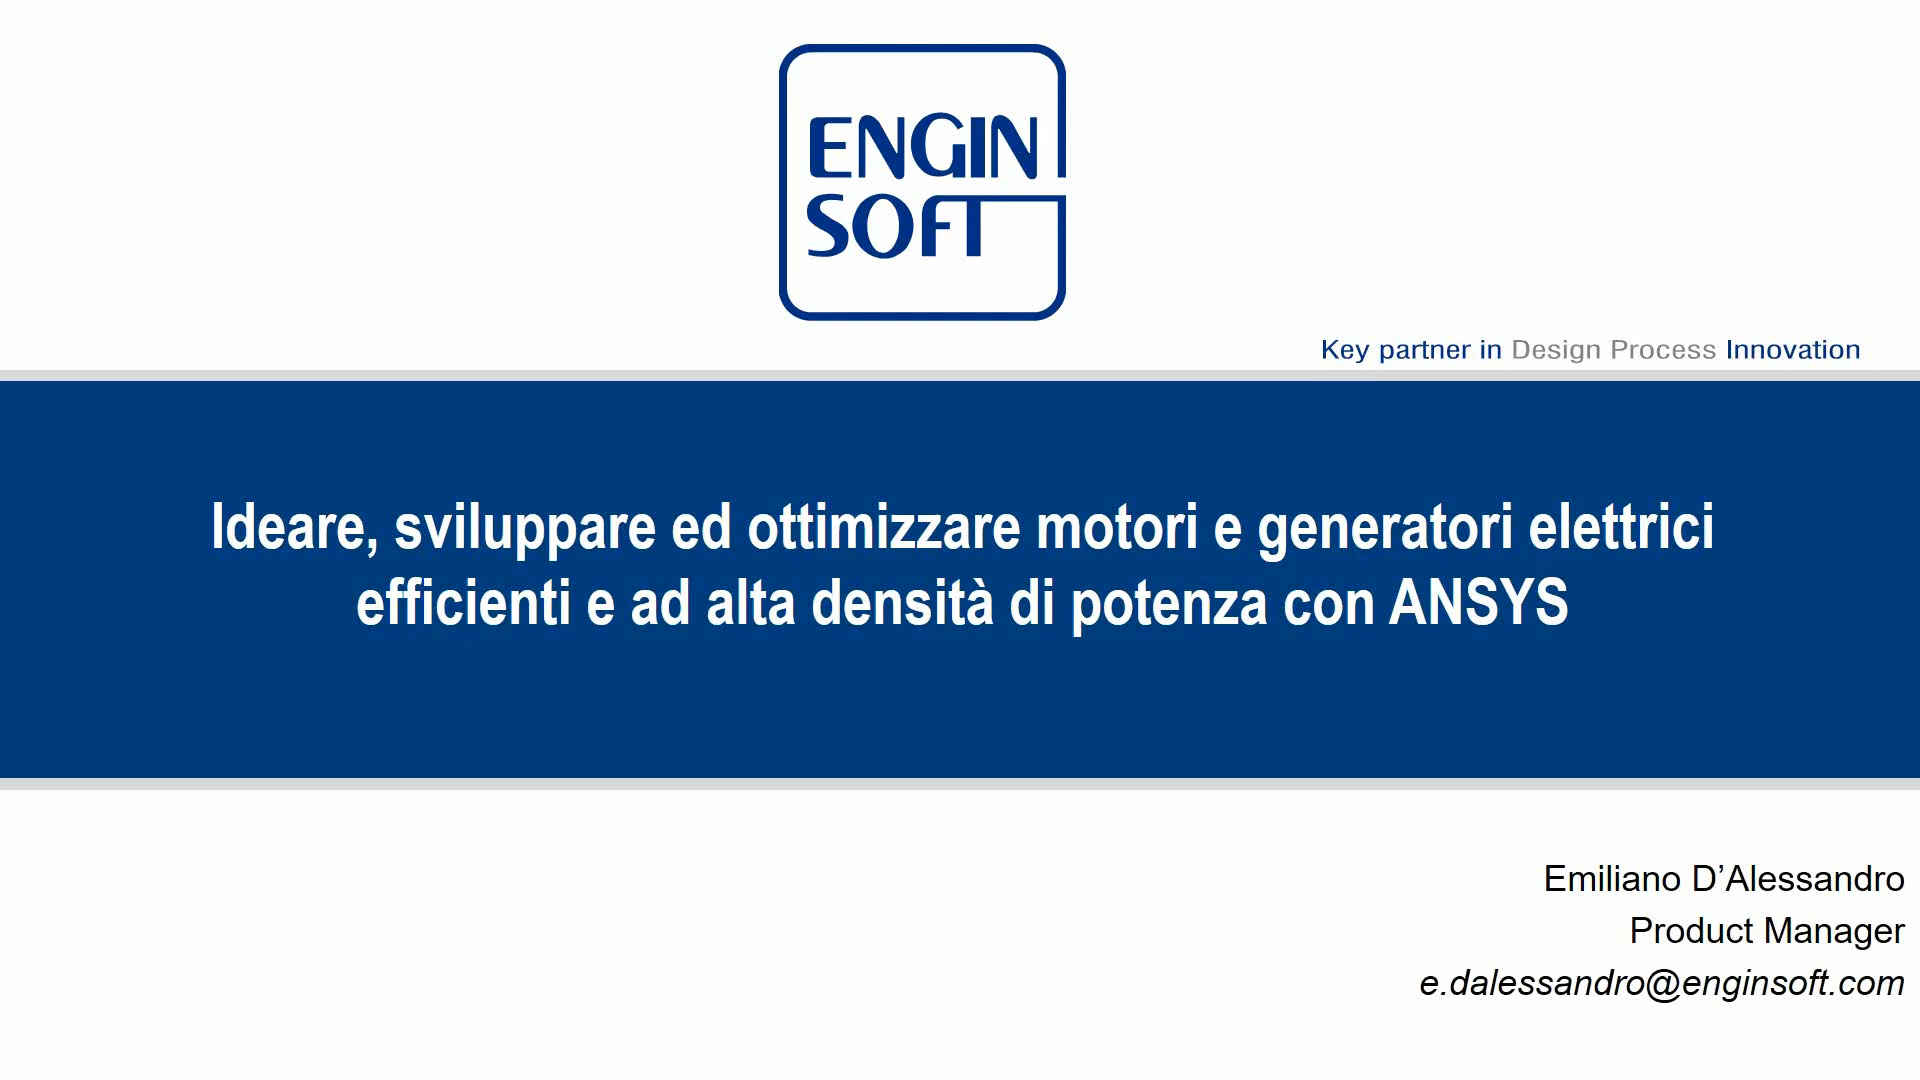 ENGIN
SOFT
Key partner in Design Process Innovation
Ideare, sviluppare ed ottimizzare motori e generatori elettrici
efficienti e ad alta densità di potenza con ANSYS
Emiliano D’Alessandro
Product Manager
e.dalessandro@enginsoft.com